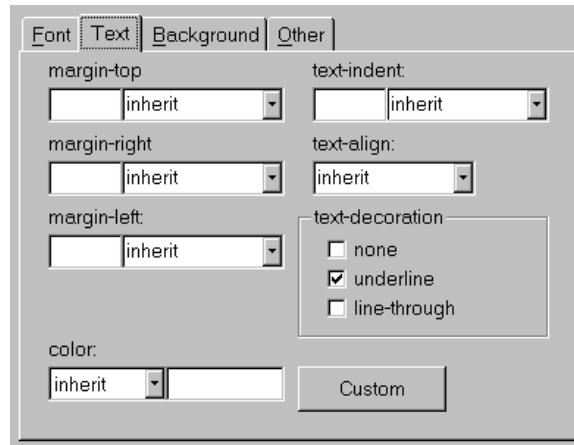 Font Text Background Other
margin-top text-indent:
inherit inherit
margin-right text-align:
inherit inherit
margin-left: text-decoration
inherit none
underline
line-through
color:
inherit Custom